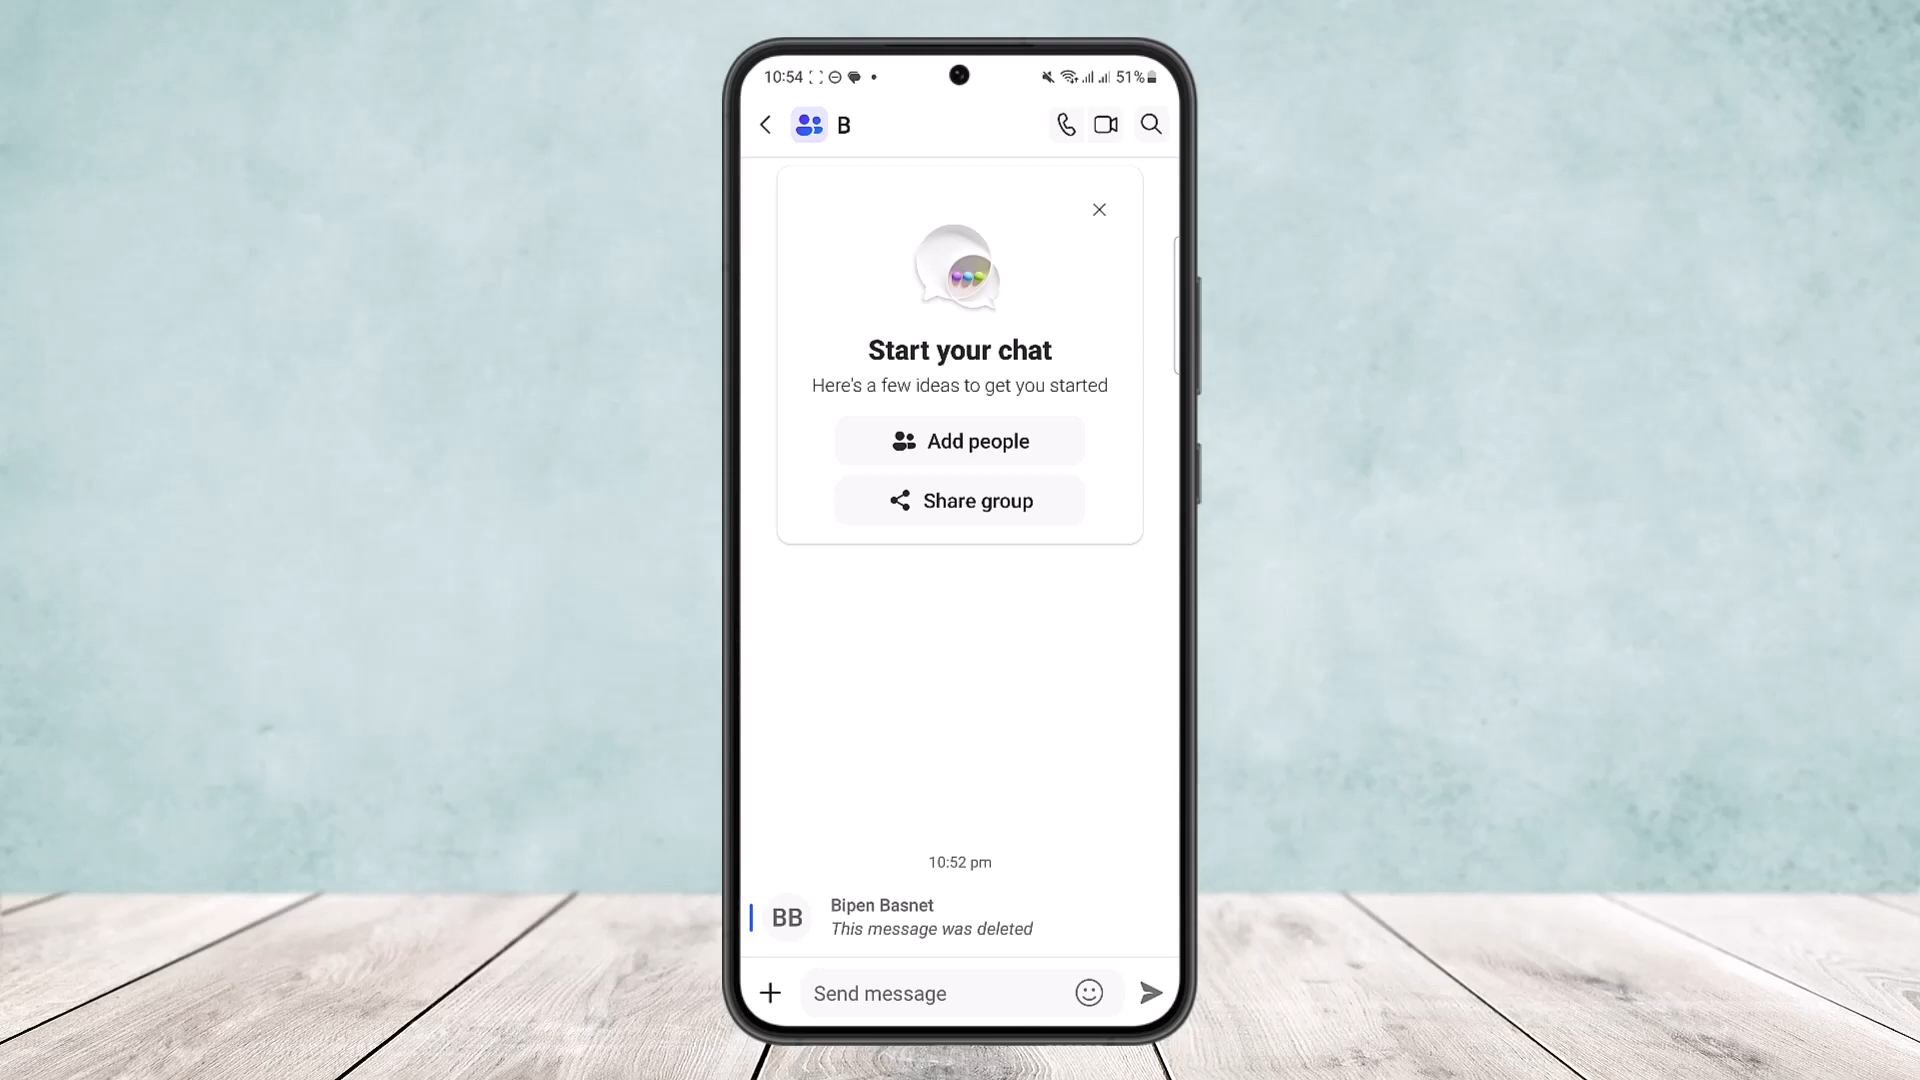 10:54 51%
B
Start your chat
Here's a few ideas to get you started
Add people
Share group
10:52 pm
BB
Bipen Basnet
This message was deleted
Send message